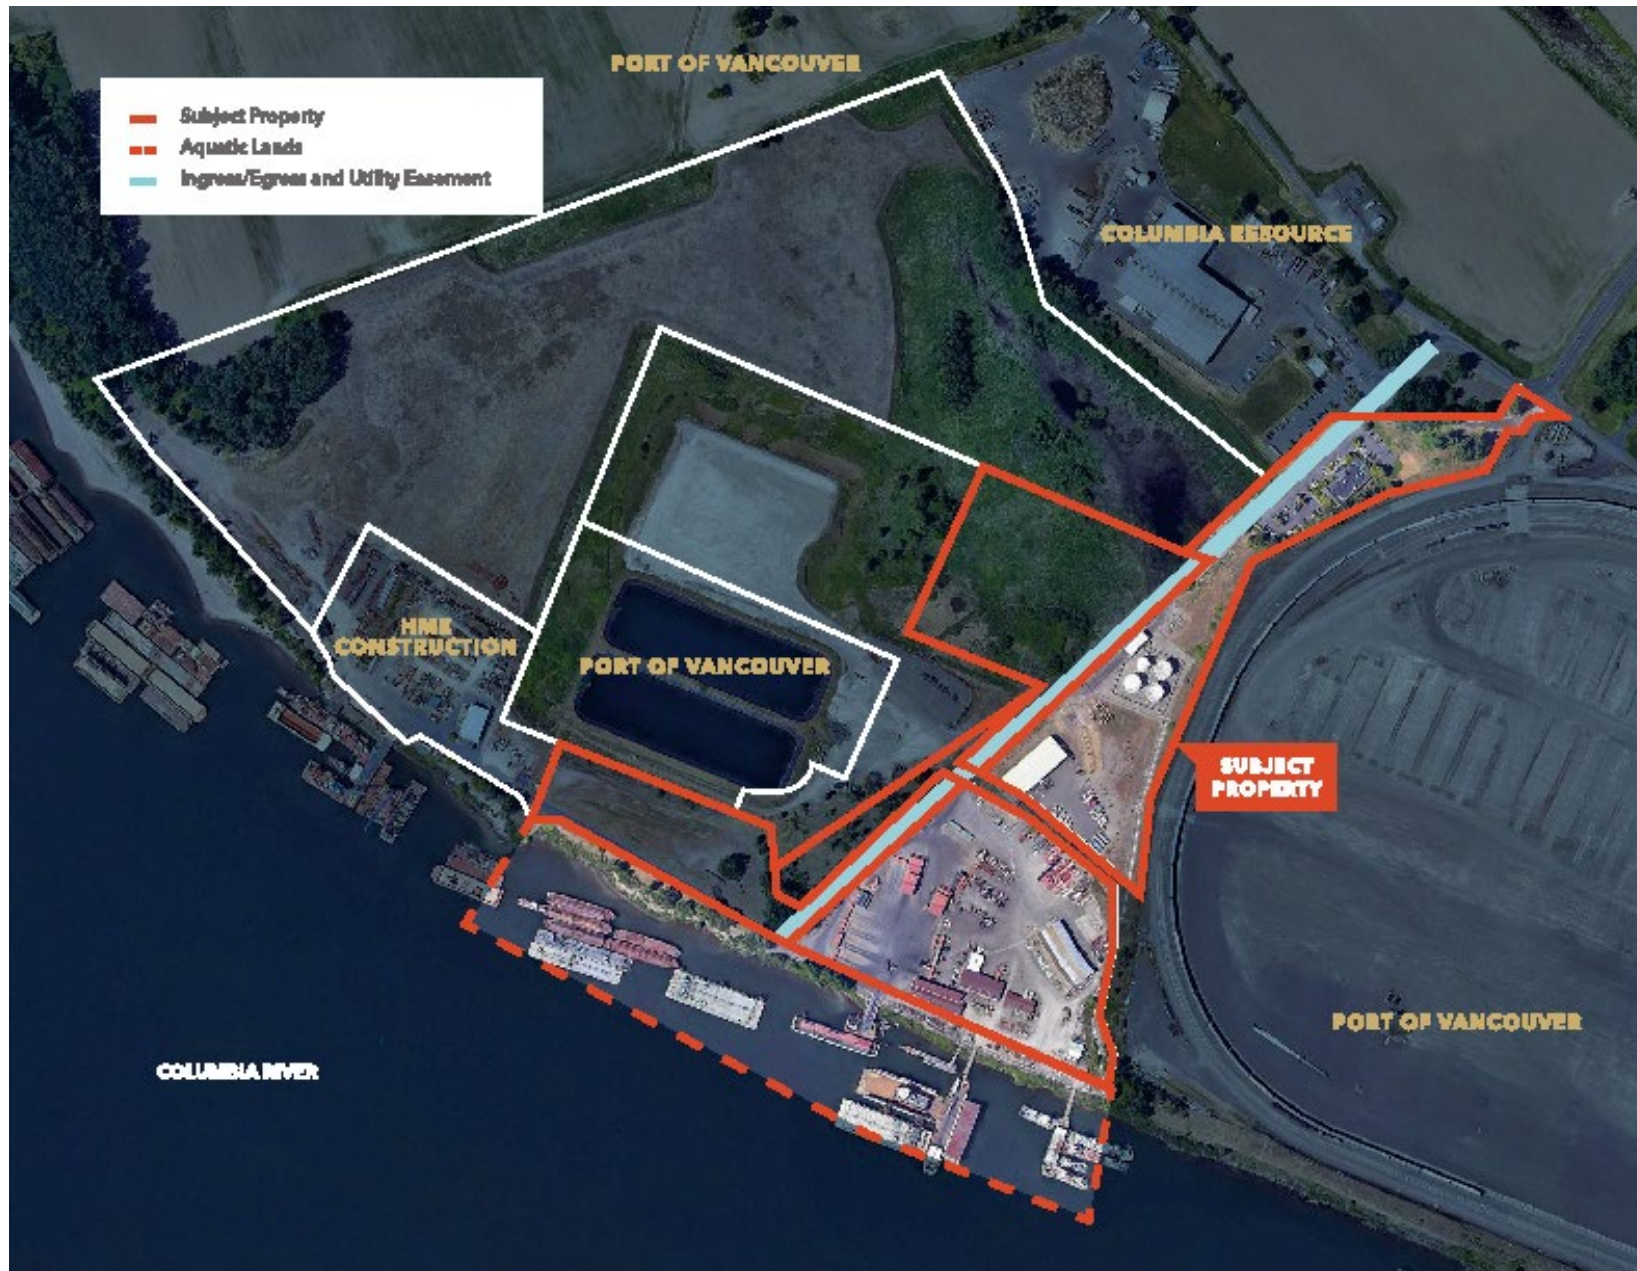 PORT OF VANCOUVER
Subject Property
Aquatic Lands
Ingress/Egress and Utility Easement
COLUMBIA RESOURCE
HME
CONSTRUCTION
PORT OF VANCOUVER
SUBJECT
PROPERTY
PORT OF VANCOUVER
COLUMBIA RIVER